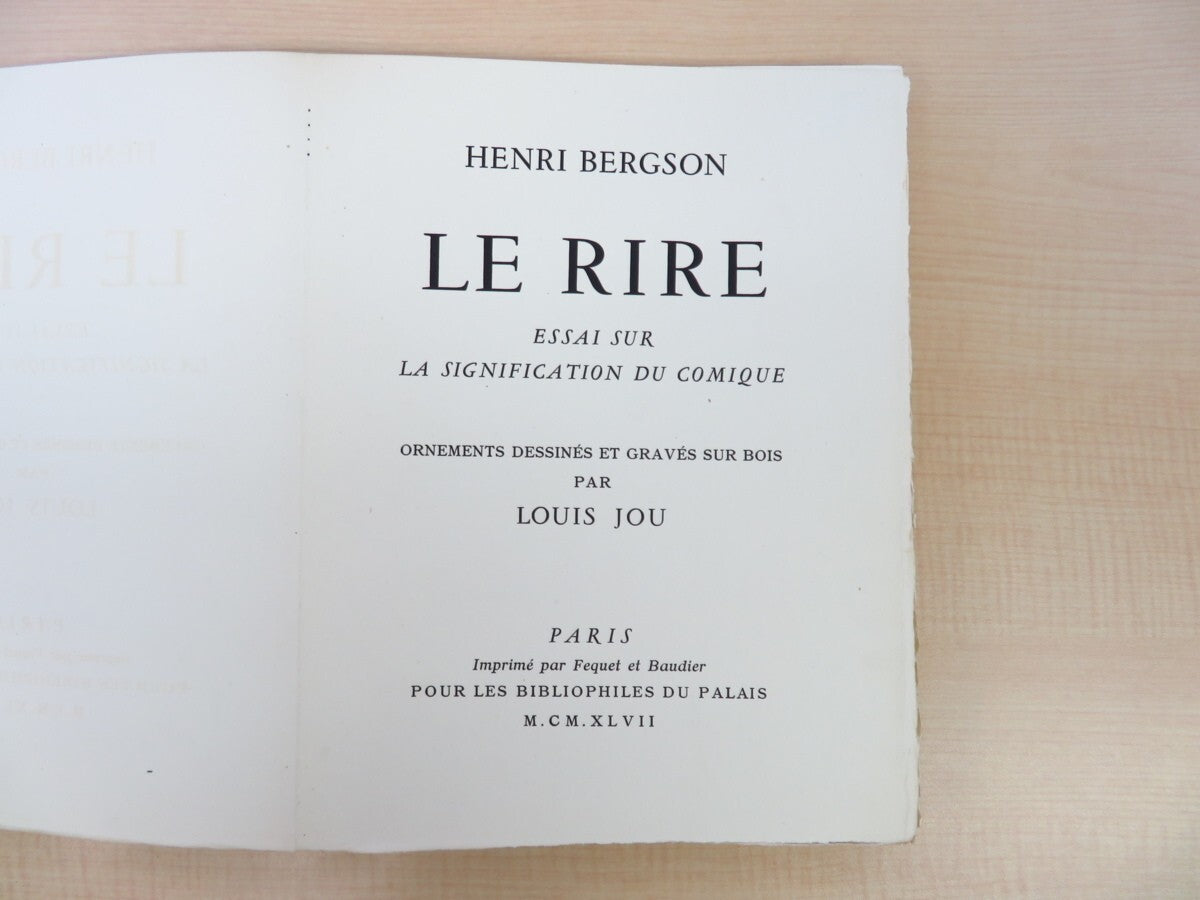 HENRI BERGSON
LE RIRE
ESSAI SUR
LA SIGNIFICATION DU COMIQUE
ORNEMENTS DESSINÉS ET GRAVÉS SUR BOIS
PAR
LOUIS JOU
PARIS
Imprimé par Fequet et Baudier
POUR LES BIBLIOPHILES DU PALAIS
M.CM.XLVII